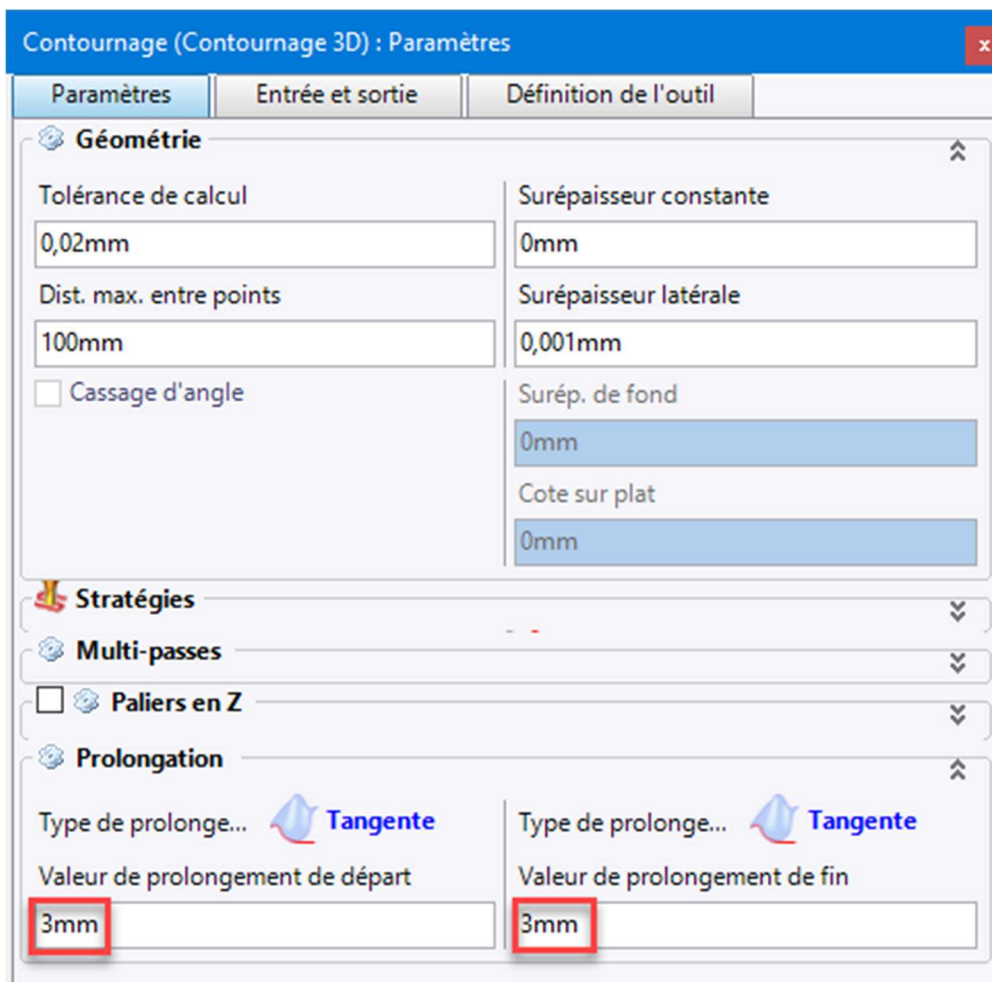 Contournage (Contournage 3D) : Paramètres
x
Paramètres Entrée et sortie Définition de l'outil
Géométrie
Tolérance de calcul Surépaisseur constante
0,02mm 0mm
Dist. max. entre points Surépaisseur latérale
100mm 0,001mm
Cassage d'angle Surép. de fond
0mm
Cote sur plat
0mm
Stratégies
Multi-passes
Paliers en Z
Prolongation
Type de prolonge... Tangente Type de prolonge... Tangente
Valeur de prolongement de départ Valeur de prolongement de fin
3mm 3mm